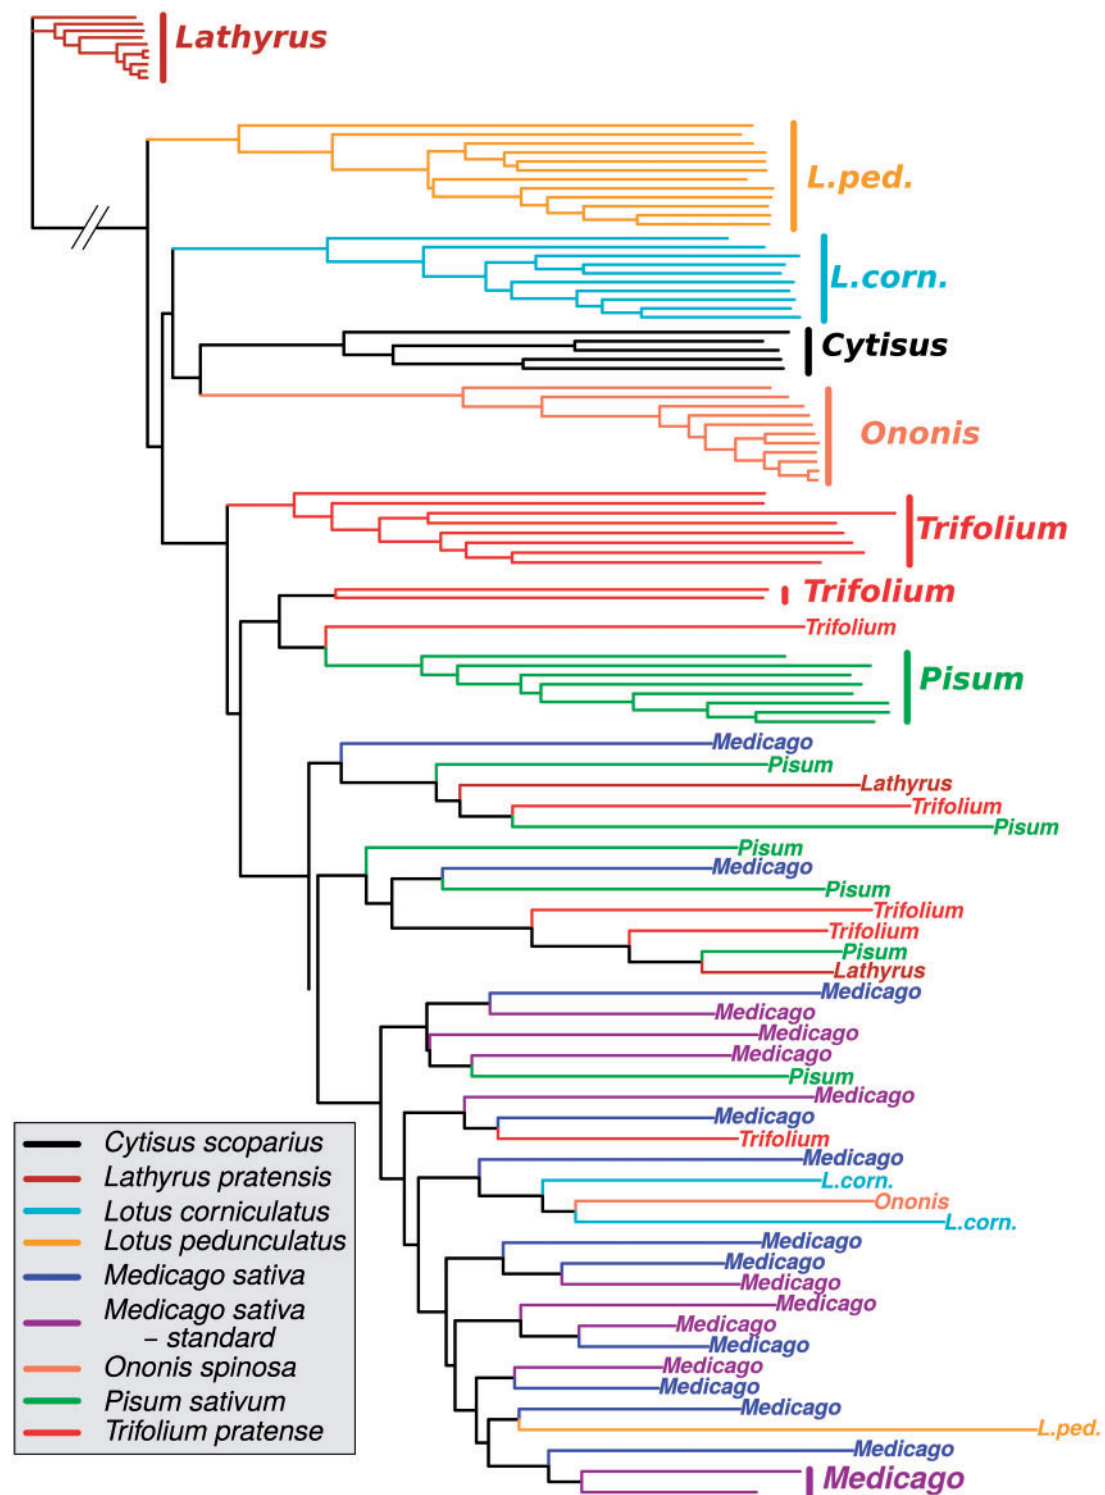 Lathyrus
L.ped.
L.corn.
Cytisus
Ononis
Trifolium
Trifolium
Trifolium
Pisum
Medicago
Pisum
Lathyrus
Trifolium
Pisum
Pisum
Medicago
Pisum
Trifolium
Trifolium
Pisum
Lathyrus
Medicago
Medicago
Medicago
Medicago
Pisum
Medicago
Medicago
Trifolium
Medicago
L.corn.
Ononis
L.corn.
Medicago
Medicago
Medicago
Medicago
Medicago
Medicago
Medicago
Medicago
Medicago
L.ped.
Medicago
Medicago
Cytisus scoparius
Lathyrus pratensis
Lotus corniculatus
Lotus pedunculatus
Medicago sativa
Medicago sativa
– standard
Ononis spinosa
Pisum sativum
Trifolium pratense